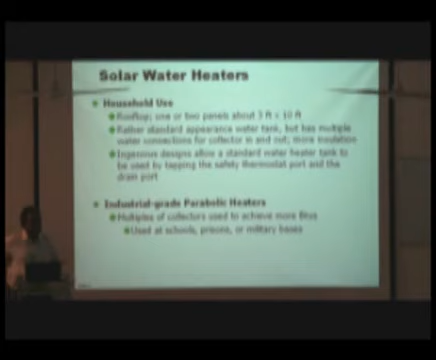 Solar Water Heaters
Household Use
Rooftop; one or two panels about 3 ft x 10 ft
Rather standard appearance water tank, but has multiple
water connections for collector in and out; more insulation
Ingenious designs allow a standard water heater tank to
be used by tapping the safety thermostat port and the
drain port
Industrial-grade Parabolic Heaters
Multiples of collectors used to achieve more Btus
Used at schools, prisons, or military bases